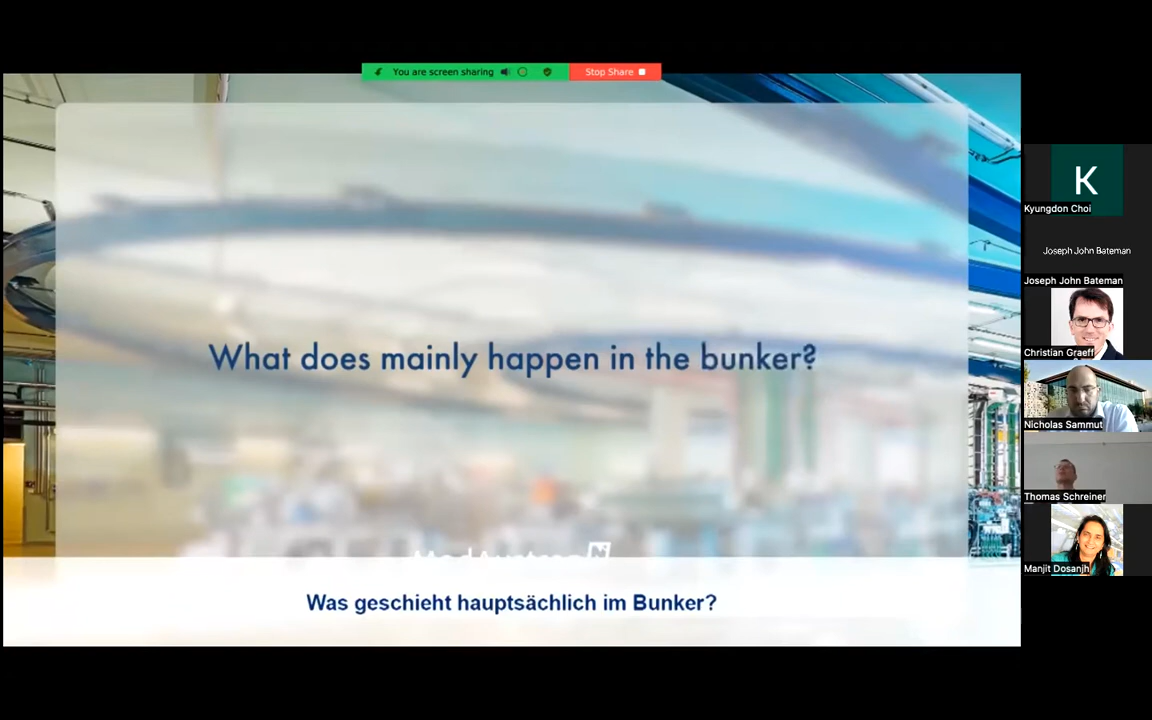 You are screen sharing
Stop Share
What does mainly happen in the bunker?
MedAustron
Was geschieht hauptsächlich im Bunker?
K
Kyungdon Choi
Joseph John Bateman
Joseph John Bateman
Christian Graeff
Nicholas Sammut
Thomas Schreiner
Manjit Dosanjh